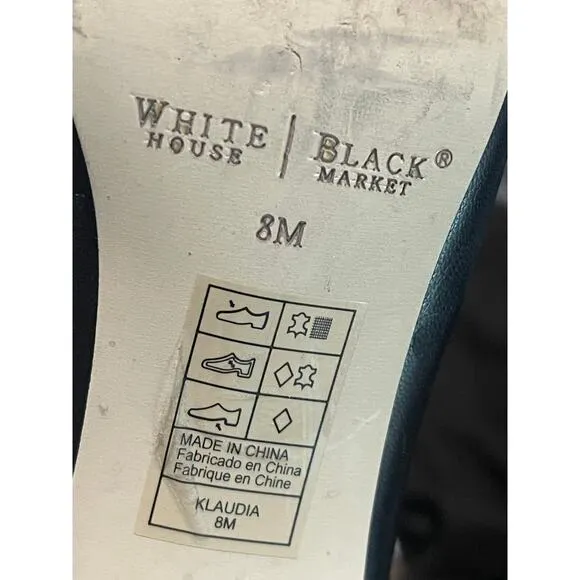 WHITE HOUSE | BLACK® MARKET
8M
MADE IN CHINA
Fabricado en China
Fabrique en Chine
KLAUDIA
8M